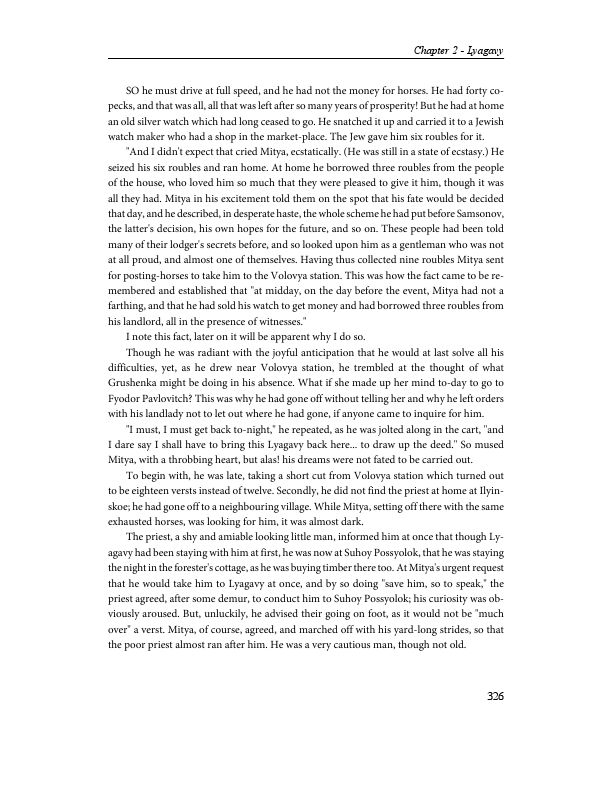 Chapter 2 - Lyagavy
SO he must drive at full speed, and he had not the money for horses. He had forty co-
pecks, and that was all, all that was left after so many years of prosperity! But he had at home
an old silver watch which had long ceased to go. He snatched it up and carried it to a Jewish
watch maker who had a shop in the market-place. The Jew gave him six roubles for it.
"And I didn't expect that cried Mitya, ecstatically. (He was still in a state of ecstasy.) He
seized his six roubles and ran home. At home he borrowed three roubles from the people
of the house, who loved him so much that they were pleased to give it him, though it was
all they had. Mitya in his excitement told them on the spot that his fate would be decided
that day, and he described, in desperate haste, the whole scheme he had put before Samsonov,
the latter's decision, his own hopes for the future, and so on. These people had been told
many of their lodger's secrets before, and so looked upon him as a gentleman who was not
at all proud, and almost one of themselves. Having thus collected nine roubles Mitya sent
for posting-horses to take him to the Volovya station. This was how the fact came to be re-
membered and established that "at midday, on the day before the event, Mitya had not a
farthing, and that he had sold his watch to get money and had borrowed three roubles from
his landlord, all in the presence of witnesses."
I note this fact, later on it will be apparent why I do so.
Though he was radiant with the joyful anticipation that he would at last solve all his
difficulties, yet, as he drew near Volovya station, he trembled at the thought of what
Grushenka might be doing in his absence. What if she made up her mind to-day to go to
Fyodor Pavlovitch? This was why he had gone off without telling her and why he left orders
with his landlady not to let out where he had gone, if anyone came to inquire for him.
"I must, I must get back to-night," he repeated, as he was jolted along in the cart, "and
I dare say I shall have to bring this Lyagavy back here... to draw up the deed." So mused
Mitya, with a throbbing heart, but alas! his dreams were not fated to be carried out.
To begin with, he was late, taking a short cut from Volovya station which turned out
to be eighteen versts instead of twelve. Secondly, he did not find the priest at home at Ilyin-
skoe; he had gone off to a neighbouring village. While Mitya, setting off there with the same
exhausted horses, was looking for him, it was almost dark.
The priest, a shy and amiable looking little man, informed him at once that though Ly-
agavy had been staying with him at first, he was now at Suhoy Possyolok, that he was staying
the night in the forester's cottage, as he was buying timber there too. At Mitya's urgent request
that he would take him to Lyagavy at once, and by so doing "save him, so to speak," the
priest agreed, after some demur, to conduct him to Suhoy Possyolok; his curiosity was ob-
viously aroused. But, unluckily, he advised their going on foot, as it would not be "much
over" a verst. Mitya, of course, agreed, and marched off with his yard-long strides, so that
the poor priest almost ran after him. He was a very cautious man, though not old.
326